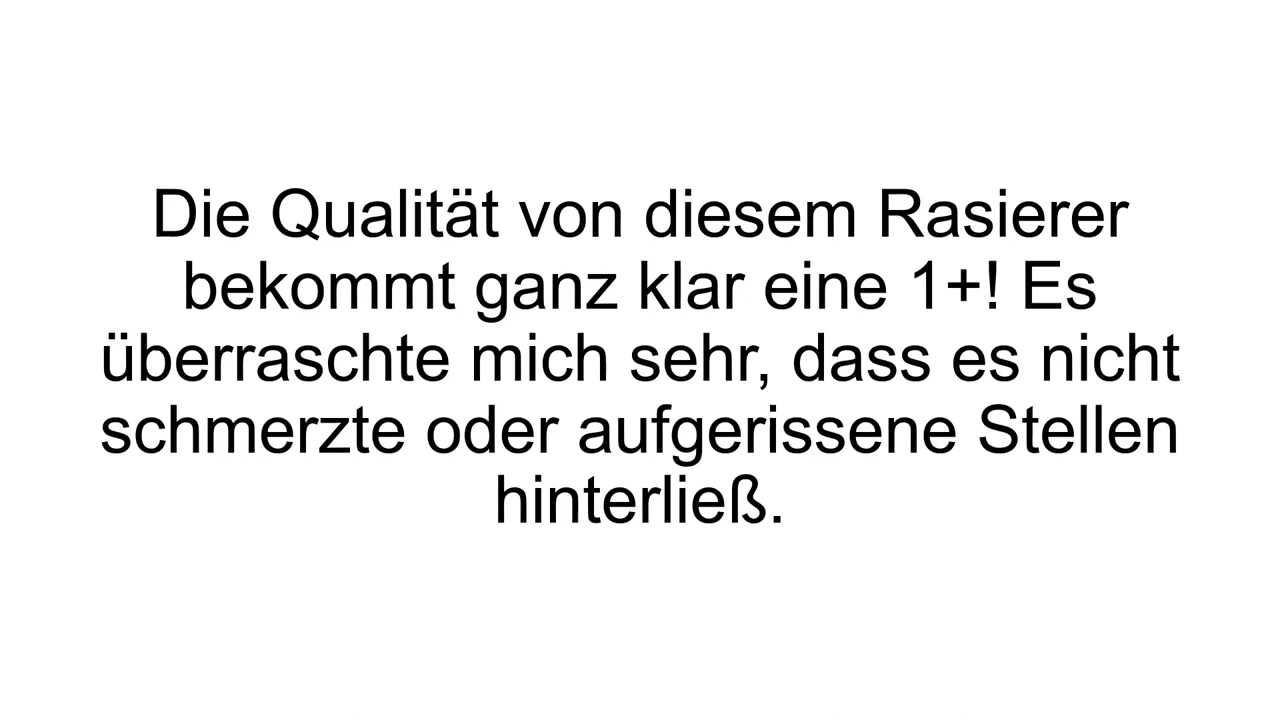 Die Qualität von diesem Rasierer
bekommt ganz klar eine 1+! Es
überraschte mich sehr, dass es nicht
schmerzte oder aufgerissene Stellen
hinterließ.